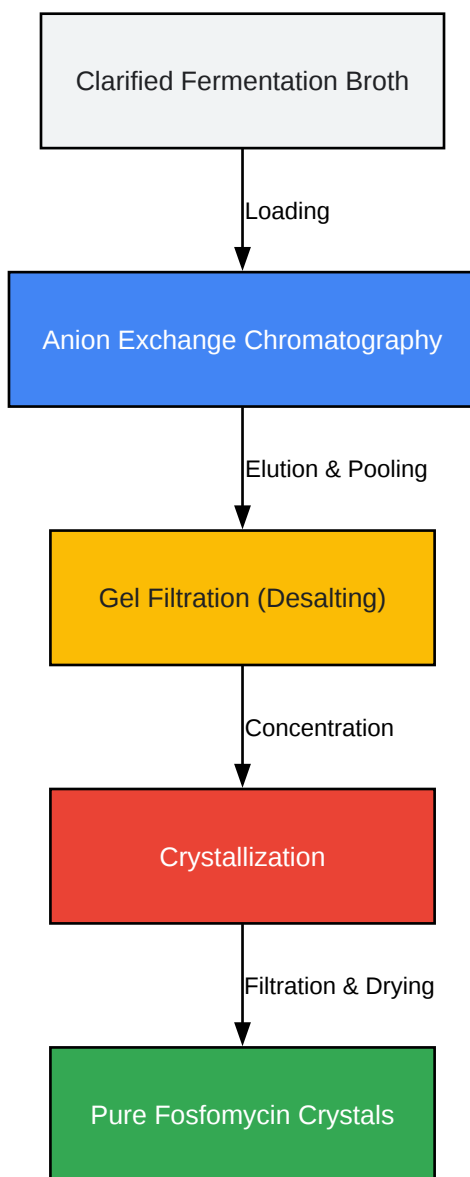 Clarified Fermentation Broth
Loading
Anion Exchange Chromatography
Elution & Pooling
Gel Filtration (Desalting)
Concentration
Crystallization
Filtration & Drying
Pure Fosfomycin Crystals